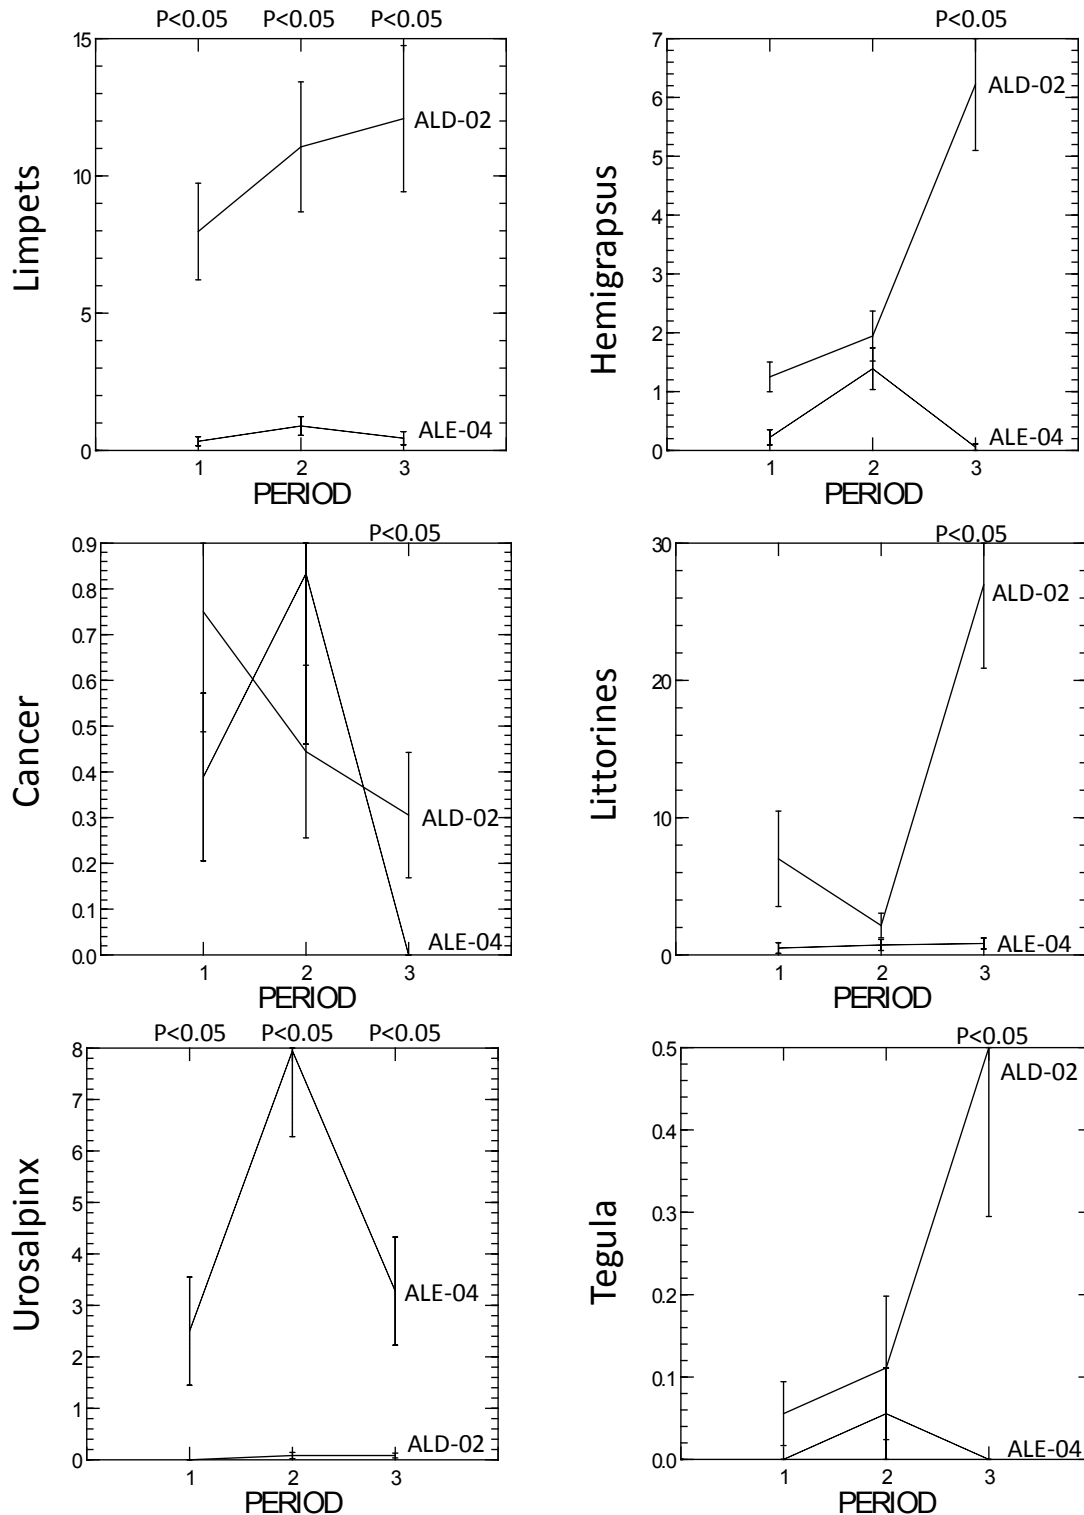 P<0.05 P<0.05 P<0.05
15
10
5
0
Limpets
ALD-02
ALE-04
1 2 3
PERIOD
P<0.05
7
6
5
4
3
2
1
0
Hemigrapsus
ALD-02
ALE-04
1 2 3
PERIOD
P<0.05
0.9
0.8
0.7
0.6
0.5
0.4
0.3
0.2
0.1
0.0
Cancer
ALD-02
ALE-04
1 2 3
PERIOD
P<0.05
30
20
10
0
Littorines
ALD-02
ALE-04
1 2 3
PERIOD
P<0.05 P<0.05 P<0.05
8
7
6
5
4
3
2
1
0
Urosalpinx
ALE-04
ALD-02
1 2 3
PERIOD
P<0.05
0.5
0.4
0.3
0.2
0.1
0.0
Tegula
ALD-02
ALE-04
1 2 3
PERIOD